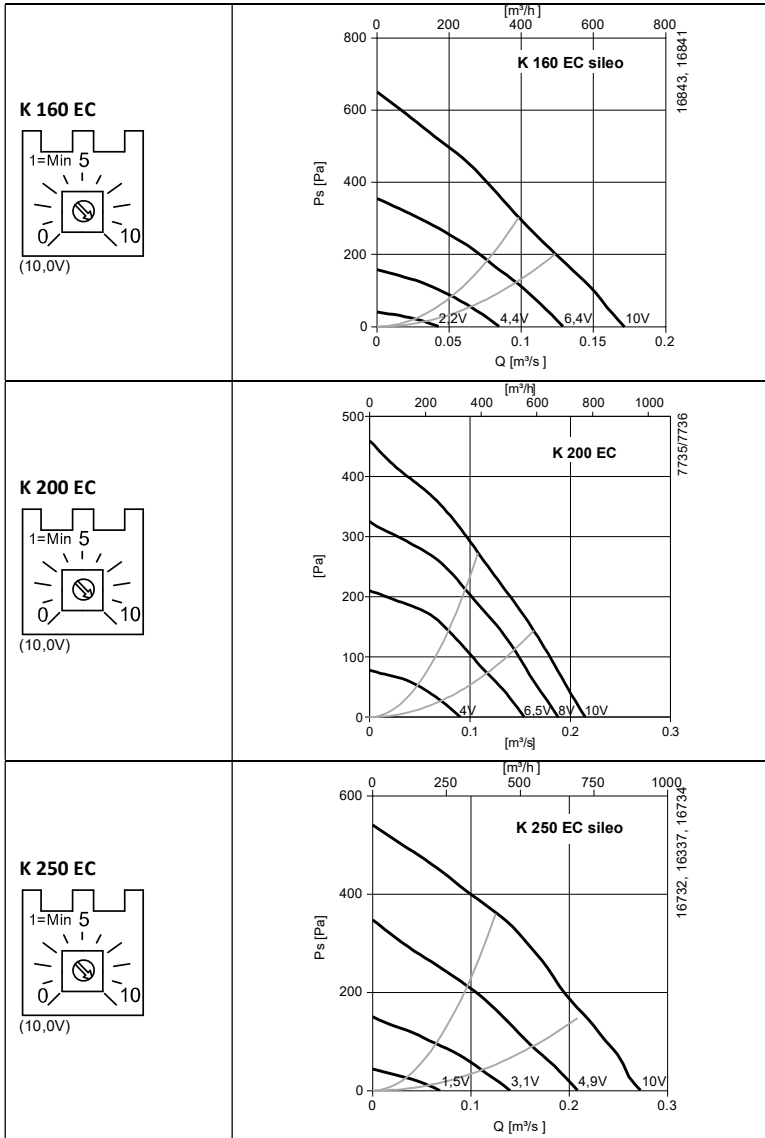 K 160 EC
1=Min 5
0 10
(10,0V)
[m³/h]
0 200 400 600 800
800
600
400
200
0
Ps [Pa]
K 160 EC sileo
2,2V 4,4V 6,4V 10V
0 0.05 0.1 0.15 0.2
Q [m³/s ]
16843, 16841
K 200 EC
1=Min 5
0 10
(10,0V)
[m³/h]
0 200 400 600 800 1000
500
400
300
200
100
0
[Pa]
K 200 EC
4V 6,5V 8V 10V
0 0.1 0.2 0.3
[m³/s]
7735/7736
K 250 EC
1=Min 5
0 10
(10,0V)
[m³/h]
0 250 500 750 1000
600
400
200
0
Ps [Pa]
K 250 EC sileo
1,5V 3,1V 4,9V 10V
0 0.1 0.2 0.3
Q [m³/s ]
16732, 16337, 16734